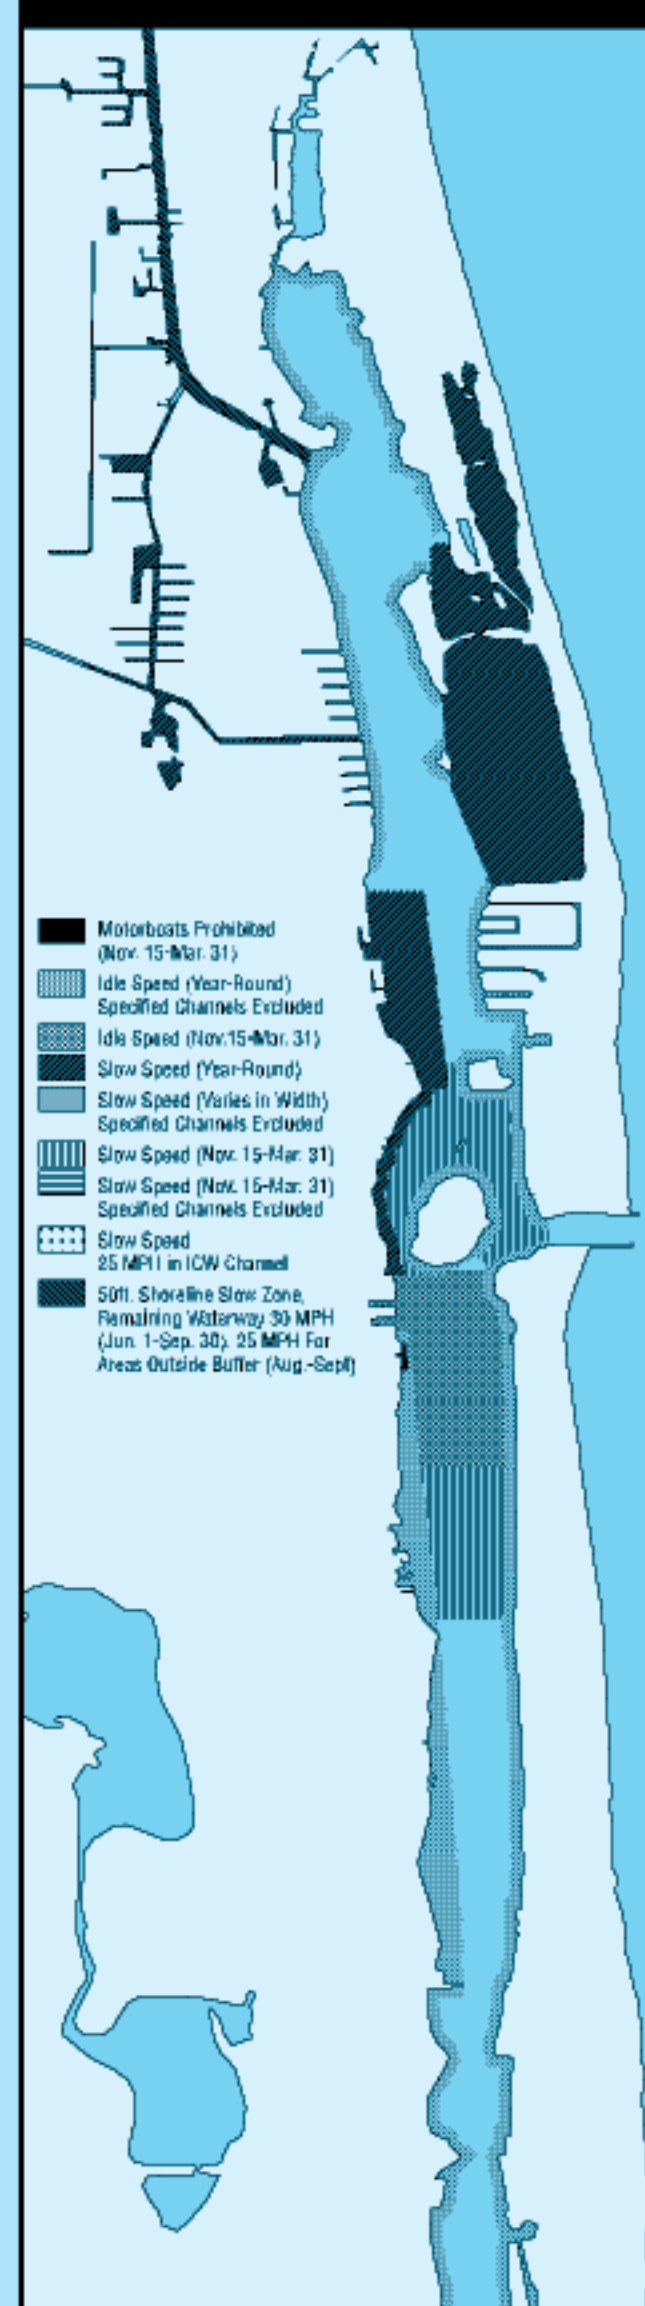 Motorboats Prohibited
(Nov. 15-Mar. 31)
Idle Speed (Year-Round)
Specified Channels Excluded
Idle Speed (Nov.15-Mar. 31)
Slow Speed (Year-Round)
Slow Speed (Varies in Width)
Specified Channels Excluded
Slow Speed (Nov. 15-Mar. 31)
Slow Speed (Nov. 15-Mar. 31)
Specified Channels Excluded
Slow Speed
25 MPH in ICW Channel
50ft. Shoreline Slow Zone,
Remaining Waterway 30 MPH
(Jun. 1-Sep. 30). 25 MPH For
Areas Outside Buffer (Aug.-Sept)